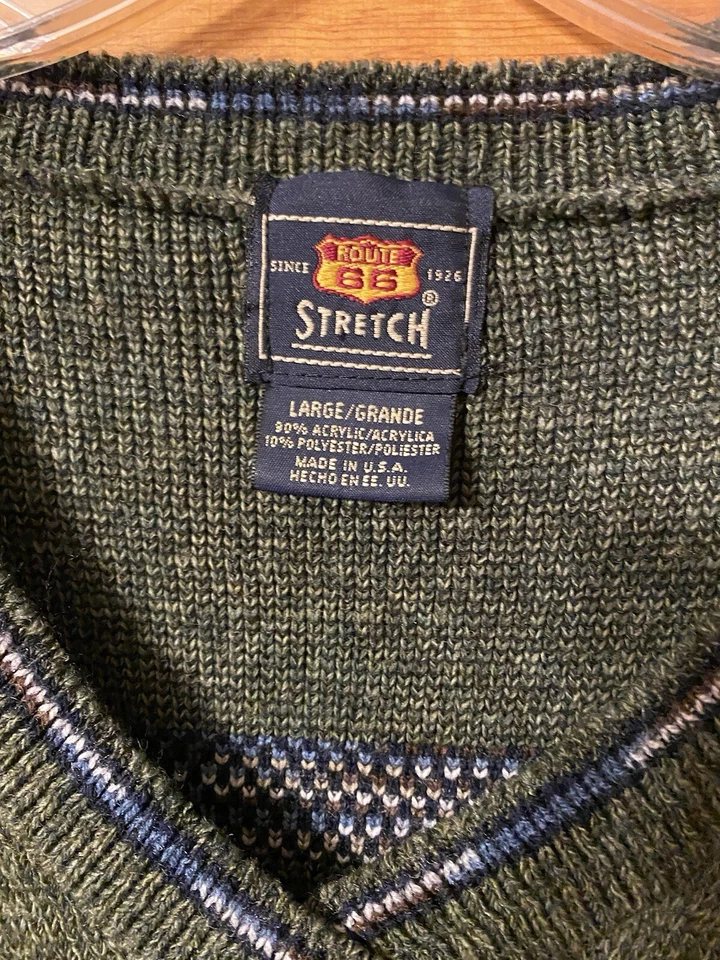 ROUTE
SINCE 66 1926
STRETCH ®
LARGE/GRANDE
90% ACRYLIC/ACRYLICA
10% POLYESTER/POLIESTER
MADE IN U.S.A.
HECHO EN EE. UU.